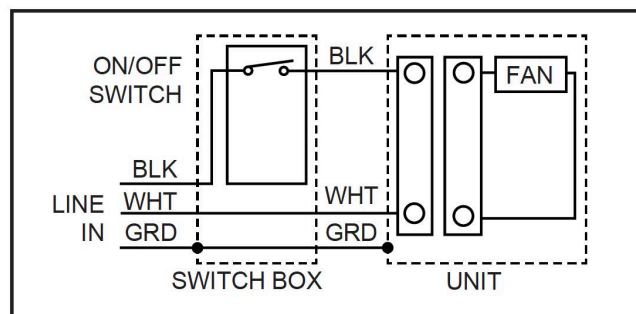 ON/OFF
SWITCH
BLK
FAN
BLK
LINE
IN
WHT
WHT
GRD
GRD
SWITCH BOX
UNIT